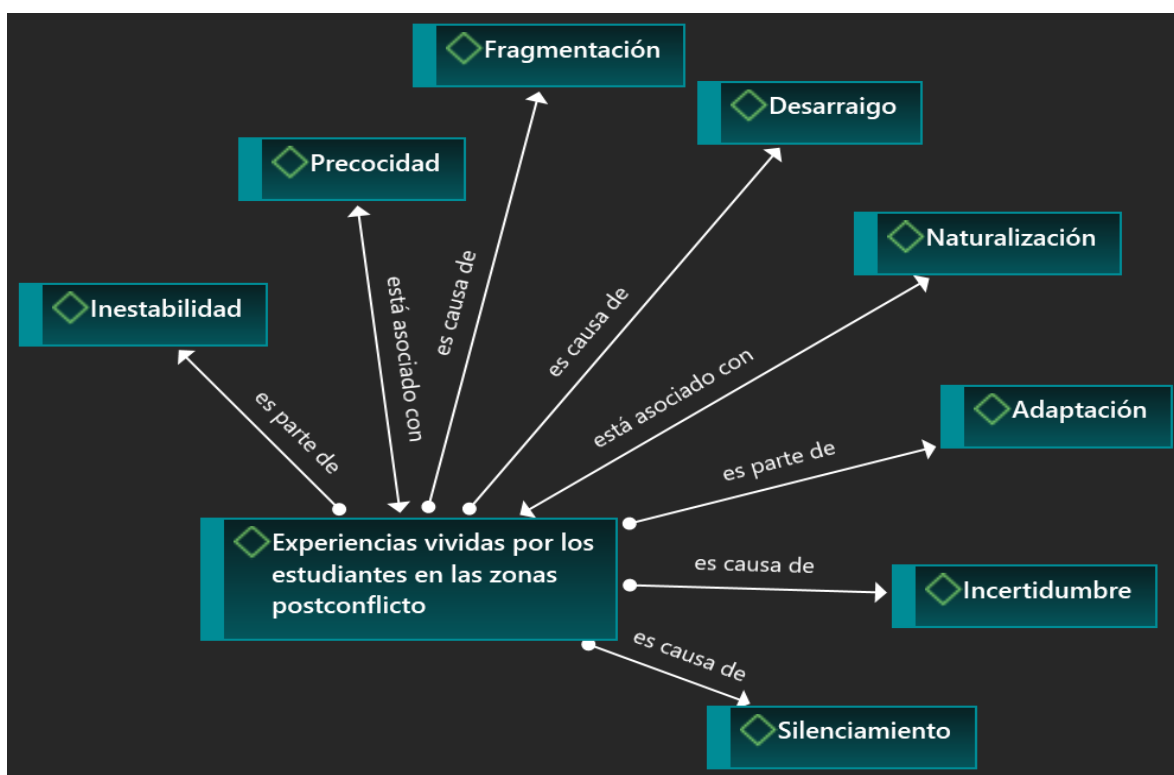 Fragmentación
Desarraigo
Precocidad
Naturalización
Inestabilidad
está asociado con
es causa de
es causa de
está asociado con
es parte de
Adaptación
es parte de
Experiencias vividas por los
estudiantes en las zonas
postconflicto
es causa de
Incertidumbre
es causa de
Silenciamiento